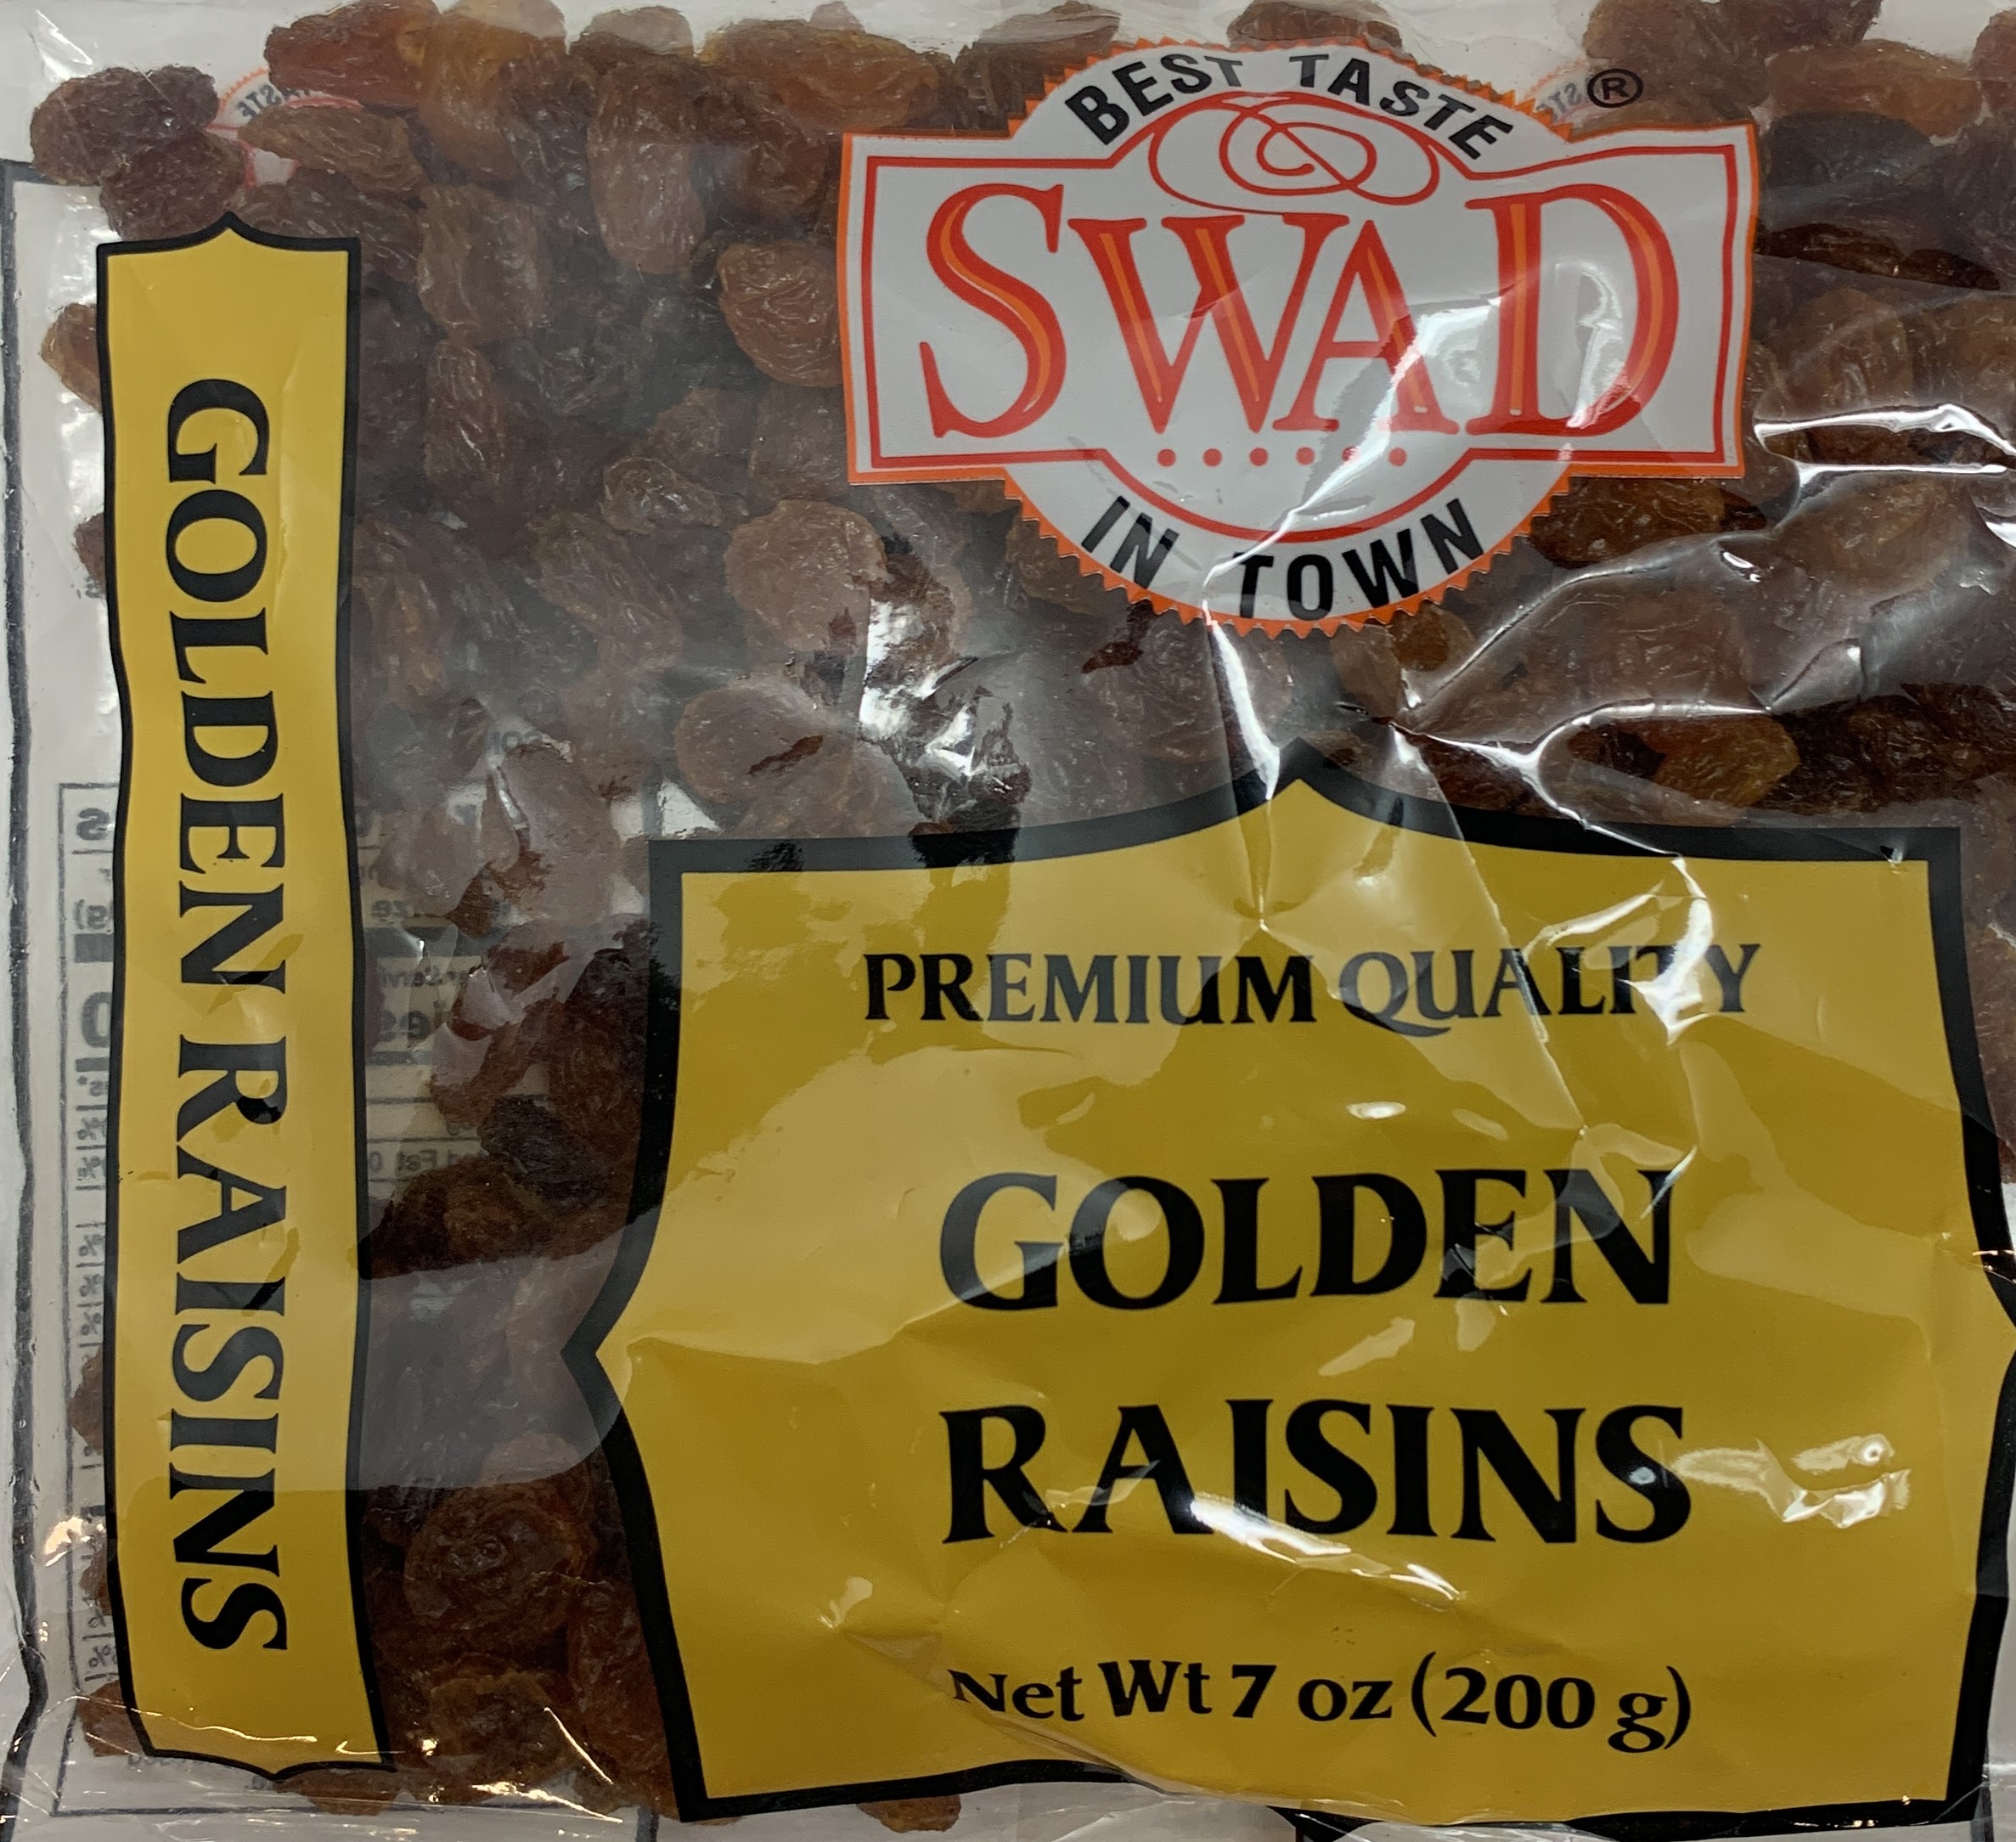 BEST TASTE
®
SWAD
IN TOWN
GOLDEN RAISINS
PREMIUM QUALITY
GOLDEN
RAISINS
Net Wt 7 oz (200 g)